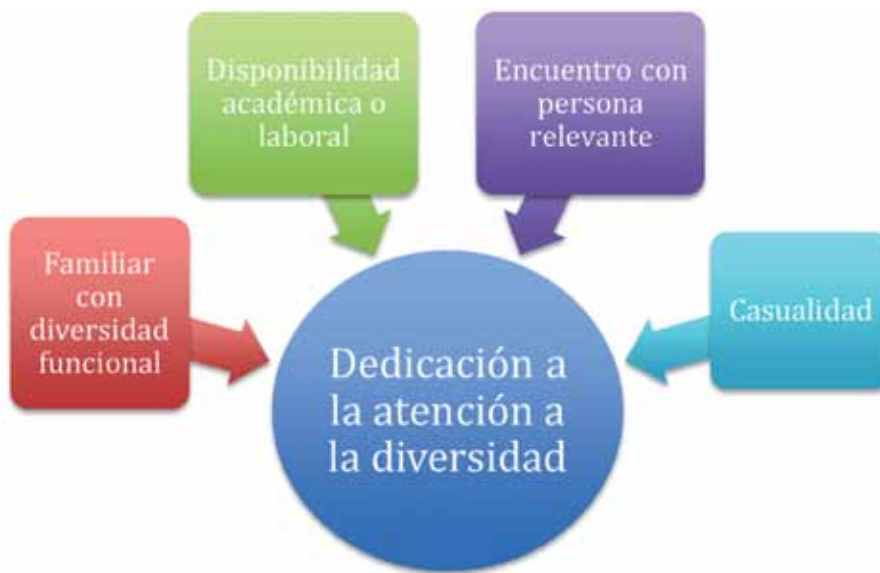 Disponibilidad
académica o
laboral
Encuentro con
persona
relevante
Familiar
con
diversidad
funcional
Casualidad
Dedicación a
la atención a
la diversidad